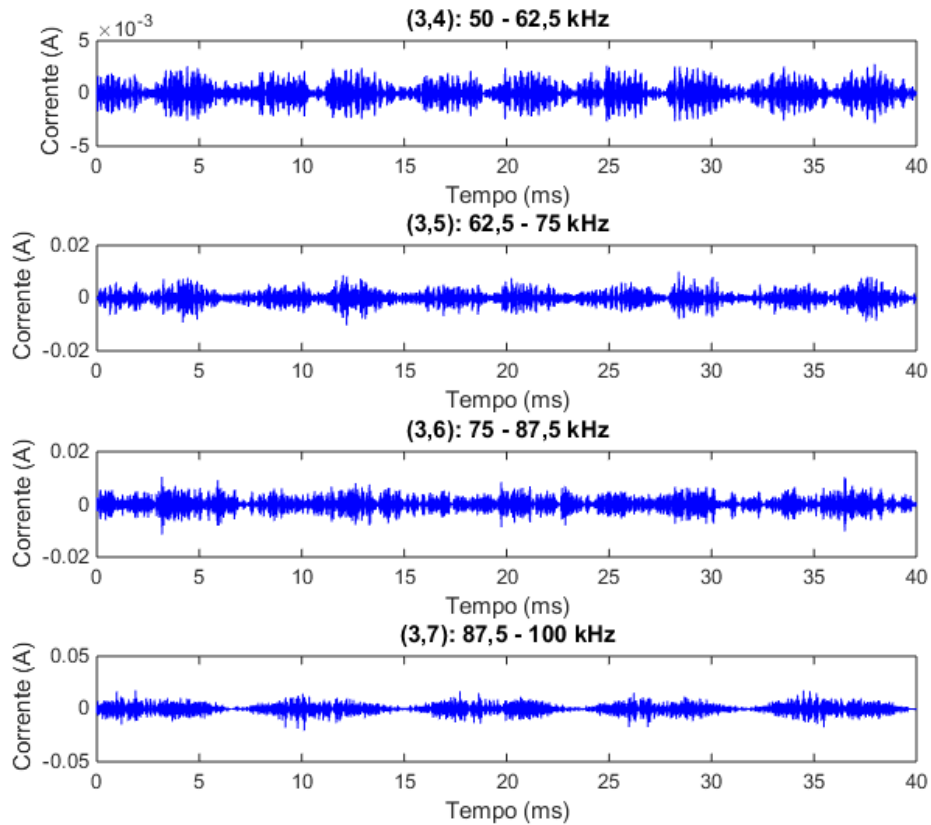 (3,4): 50 - 62,5 kHz
×10-3
5
0
-5
Corrente (A)
0 5 10 15 20 25 30 35 40
Tempo (ms)
(3,5): 62,5 - 75 kHz
0.02
0
-0.02
Corrente (A)
0 5 10 15 20 25 30 35 40
Tempo (ms)
(3,6): 75 - 87,5 kHz
0.02
0
-0.02
Corrente (A)
0 5 10 15 20 25 30 35 40
Tempo (ms)
(3,7): 87,5 - 100 kHz
0.05
0
-0.05
Corrente (A)
0 5 10 15 20 25 30 35 40
Tempo (ms)